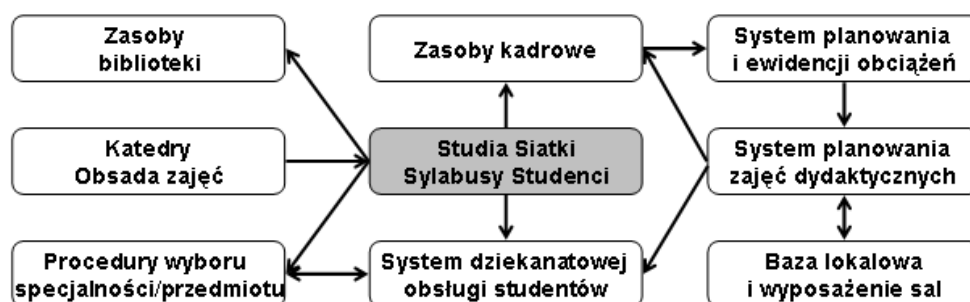 Zasoby
biblioteki
Zasoby kadrowe
System planowania
i ewidencji obciążeń
Katedry
Obsada zajęć
Studia Siatki
Sylabusy Studenci
System planowania
zajęć dydaktycznych
Procedury wyboru
specjalności/przedmiotu
System dziekanatowej
obsługi studentów
Baza lokalowa
i wyposażenie sal